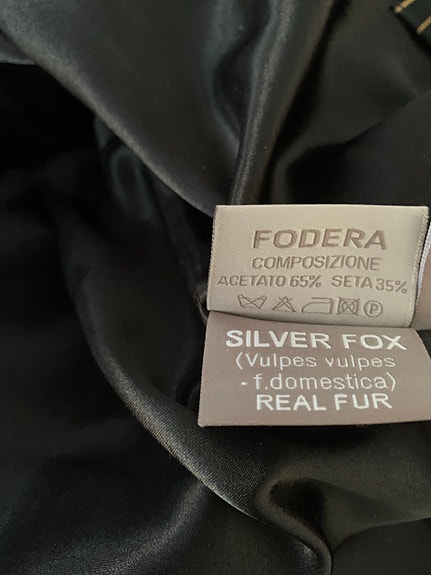 FODERA
COMPOSIZIONE
ACETATO 65% SETA 35%
P
SILVER FOX
(Vulpes vulpes
- f.domestica)
REAL FUR